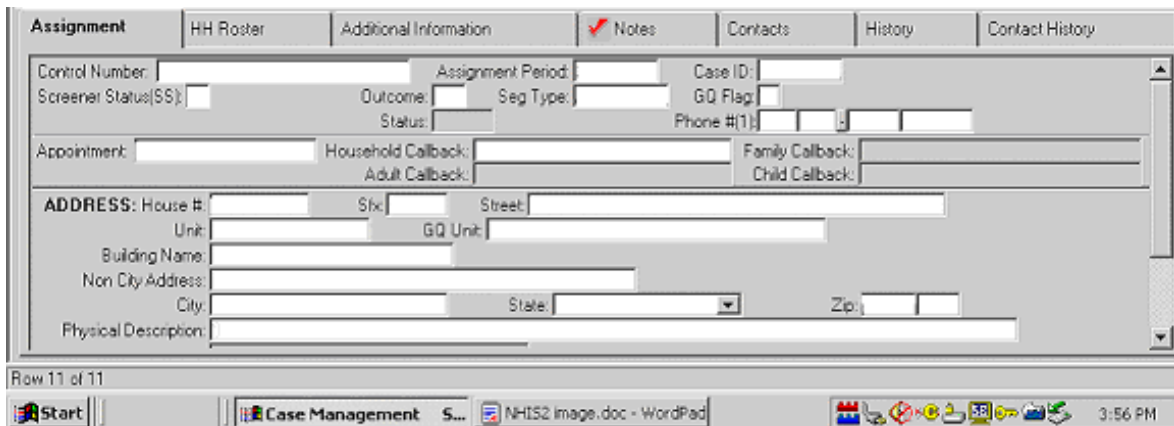 Assignment HH Roster Additional Information Notes Contacts History Contact History
Control Number: Assignment Period: Case ID:
Screener Status(SS): Outcome: Seg Type: GQ Flag:
Status: Phone #(1): -
Appointment: Household Callback: Family Callback:
Adult Callback: Child Callback:
ADDRESS: House #: Sfx: Street:
Unit: GQ Unit:
Building Name:
Non City Address:
City: State: Zip:
Physical Description:
Row 11 of 11
Start Case Management S... NHIS2 image.doc - WordPad 3:56 PM